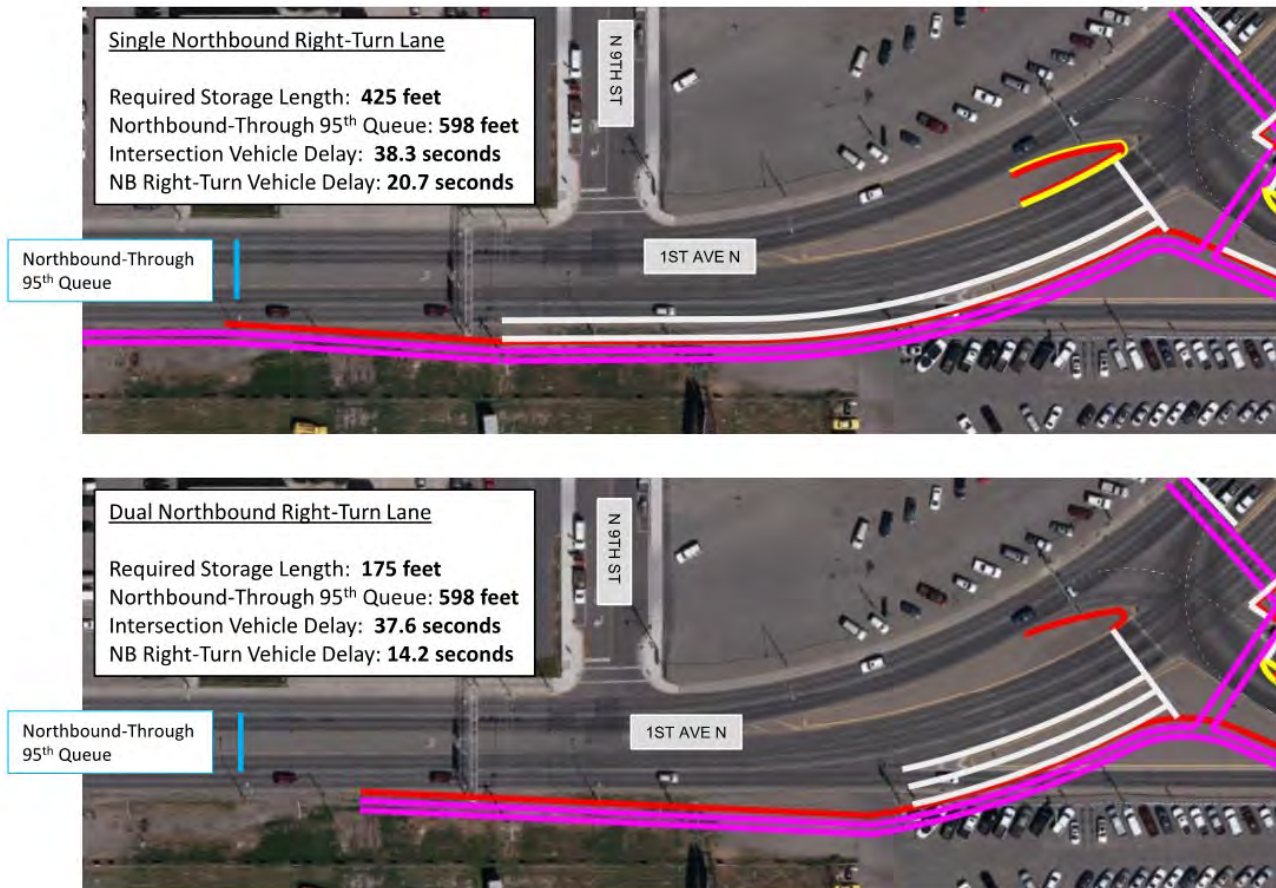 Single Northbound Right-Turn Lane
Required Storage Length: 425 feet
Northbound-Through 95th Queue: 598 feet
Intersection Vehicle Delay: 38.3 seconds
NB Right-Turn Vehicle Delay: 20.7 seconds
N 9TH ST
1ST AVE N
Northbound-Through
95th Queue
Dual Northbound Right-Turn Lane
Required Storage Length: 175 feet
Northbound-Through 95th Queue: 598 feet
Intersection Vehicle Delay: 37.6 seconds
NB Right-Turn Vehicle Delay: 14.2 seconds
N 9TH ST
1ST AVE N
Northbound-Through
95th Queue